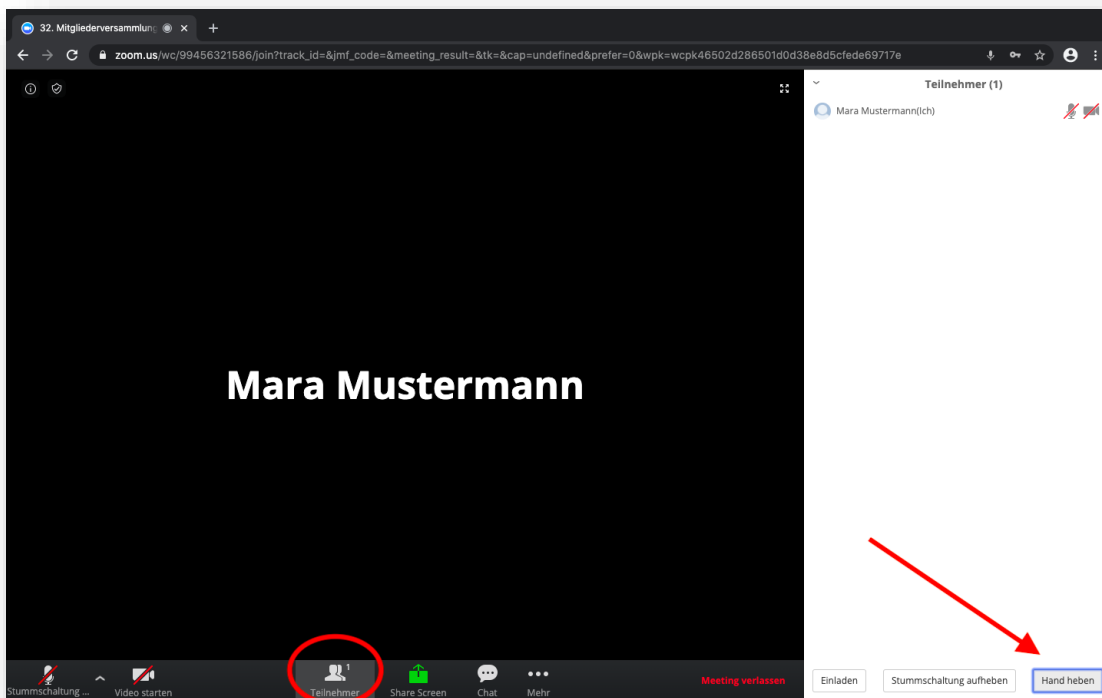 32. Mitgliederversammlung
zoom.us/wc/99456321586/join?track_id=&jmf_code=&meeting_result=&tk=&cap=undefined&prefer=0&wpk=wcpk46502d286501d0d38e8d5cfede69717e
Teilnehmer (1)
Mara Mustermann(Ich)
Mara Mustermann
Stummschaltung ...
Video starten
1
Teilnehmer
Share Screen
Chat
Mehr
Meeting verlassen
Einladen
Stummschaltung aufheben
Hand heben